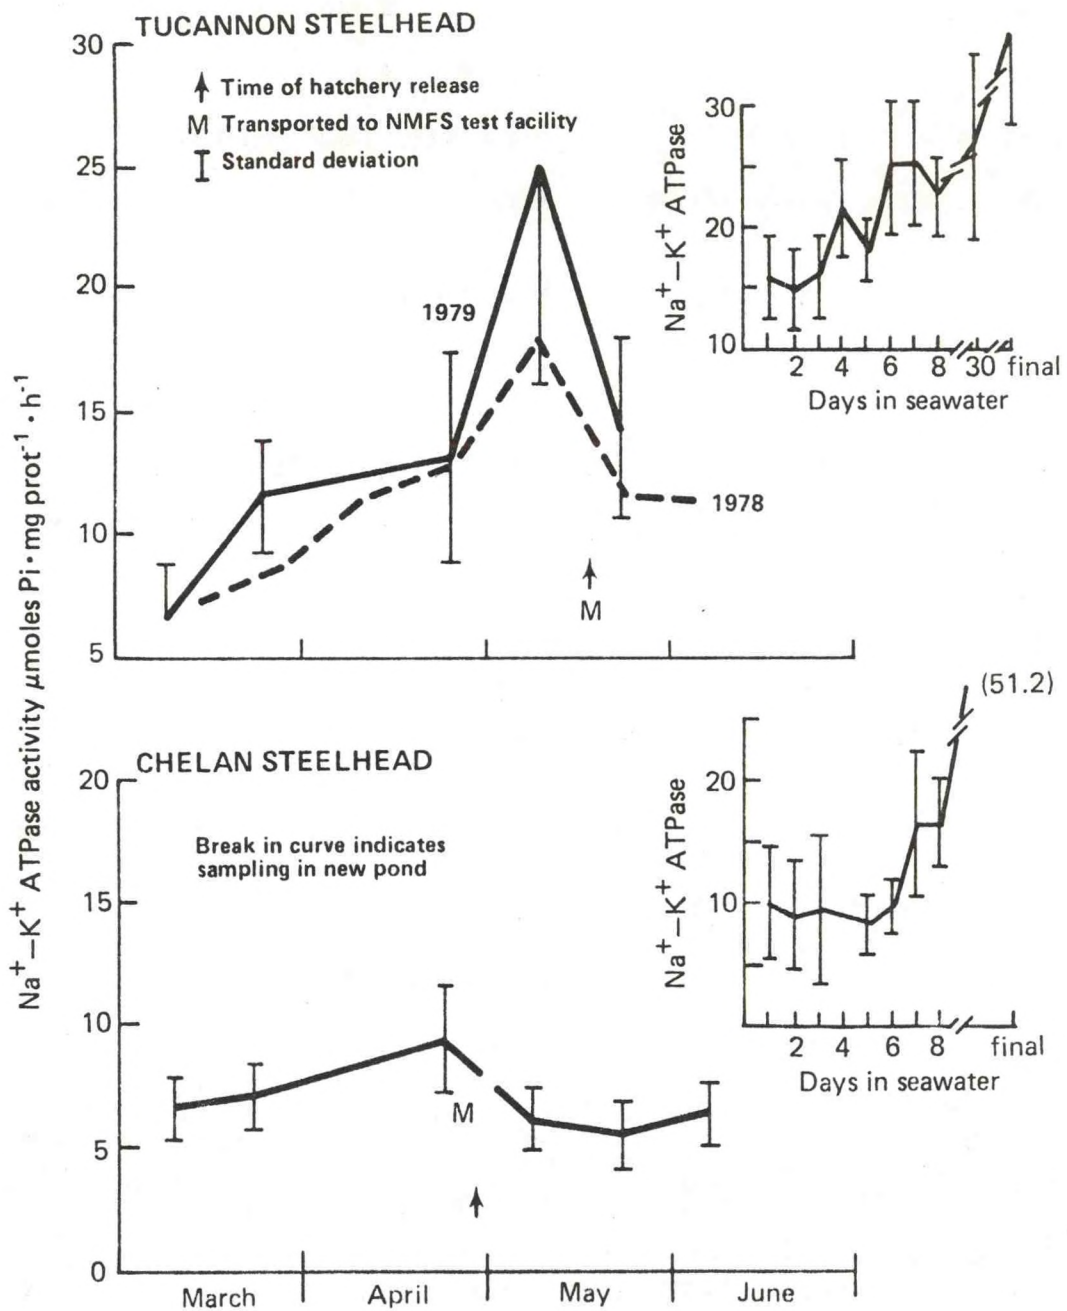 TUCANNON STEELHEAD
30
25
20
15
10
5
Time of hatchery release
M Transported to NMFS test facility
Standard deviation
1979
1978
M
Na⁺–K⁺ ATPase
30
20
10
2 4 6 8 30 final
Days in seawater
Na⁺–K⁺ ATPase activity µmoles Pi·mg prot⁻¹·h⁻¹
CHELAN STEELHEAD
20
15
10
5
0
Break in curve indicates
sampling in new pond
M
(51.2)
Na⁺–K⁺ ATPase
20
10
2 4 6 8 final
Days in seawater
March April May June